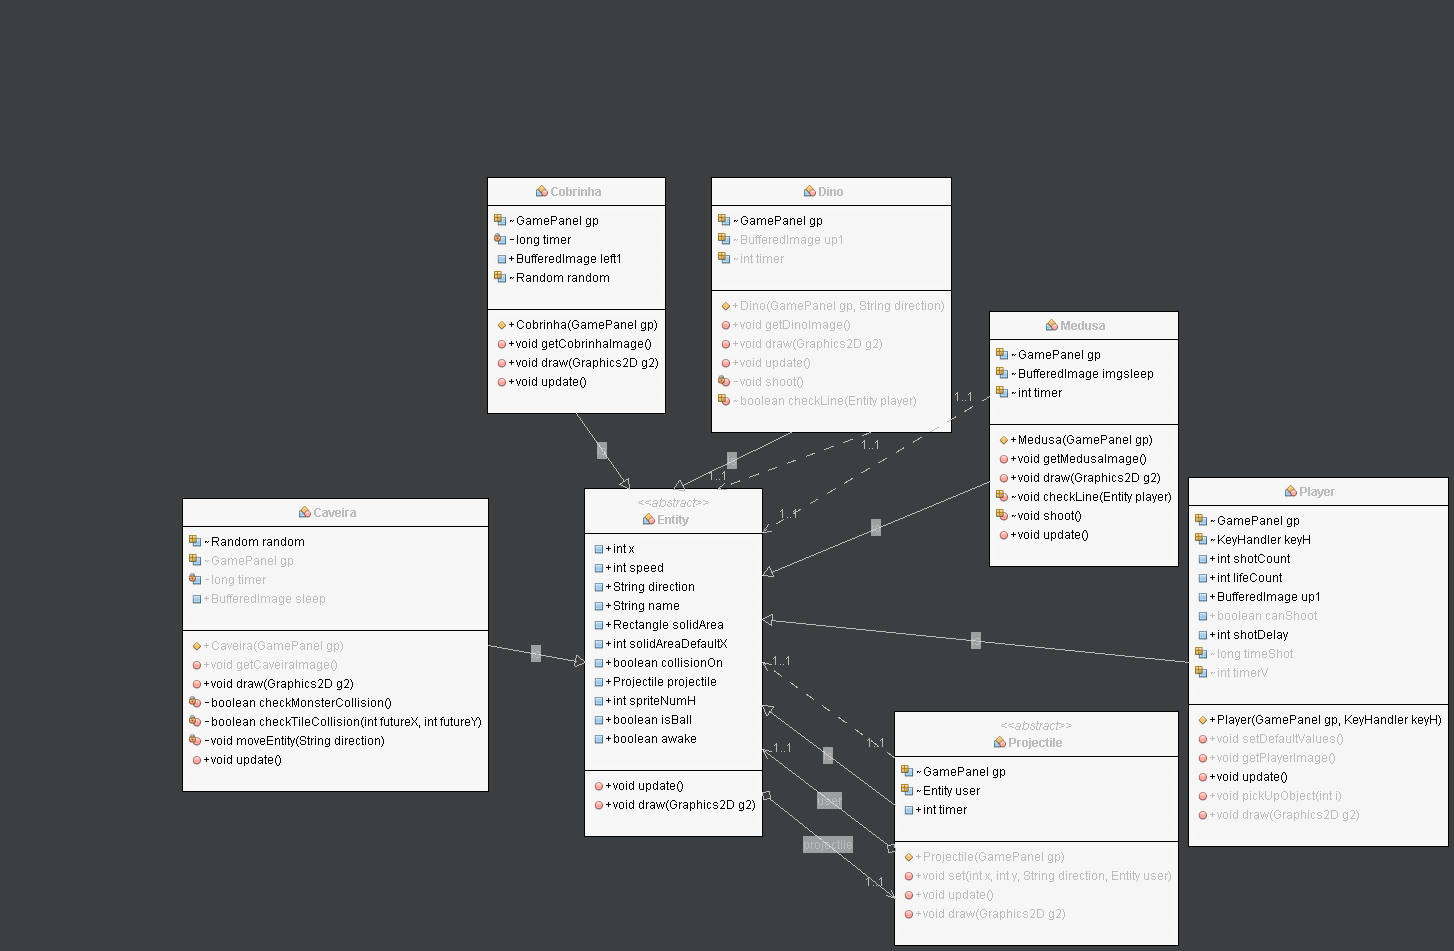 Cobrinha
~GamePanel gp
-long timer
+BufferedImage left1
~Random random
+Cobrinha(GamePanel gp)
+void getCobrinhaImage()
+void draw(Graphics2D g2)
+void update()
Dino
~GamePanel gp
~BufferedImage up1
~int timer
+Dino(GamePanel gp, String direction)
+void getDinoImage()
+void draw(Graphics2D g2)
+void update()
-void shoot()
~boolean checkLine(Entity player)
Medusa
~GamePanel gp
~BufferedImage imgsleep
~int timer
+Medusa(GamePanel gp)
+void getMedusaImage()
+void draw(Graphics2D g2)
~void checkLine(Entity player)
~void shoot()
+void update()
1..1
1..1
1..1
1..1
Caveira
~Random random
~GamePanel gp
-long timer
+BufferedImage sleep
+Caveira(GamePanel gp)
+void getCaveiraImage()
+void draw(Graphics2D g2)
-boolean checkMonsterCollision()
-boolean checkTileCollision(int futureX, int futureY)
-void moveEntity(String direction)
+void update()
<<abstract>>
Entity
+int x
+int speed
+String direction
+String name
+Rectangle solidArea
+int solidAreaDefaultX
+boolean collisionOn
+Projectile projectile
+int spriteNumH
+boolean isBall
+boolean awake
+void update()
+void draw(Graphics2D g2)
Player
~GamePanel gp
~KeyHandler keyH
+int shotCount
+int lifeCount
+BufferedImage up1
+boolean canShoot
+int shotDelay
~long timeShot
~int timerV
+Player(GamePanel gp, KeyHandler keyH)
+void setDefaultValues()
+void getPlayerImage()
+void update()
+void pickUpObject(int i)
+void draw(Graphics2D g2)
1..1
1..1
1..1
user
projectile
1..1
<<abstract>>
Projectile
~GamePanel gp
~Entity user
+int timer
+Projectile(GamePanel gp)
+void set(int x, int y, String direction, Entity user)
+void update()
+void draw(Graphics2D g2)